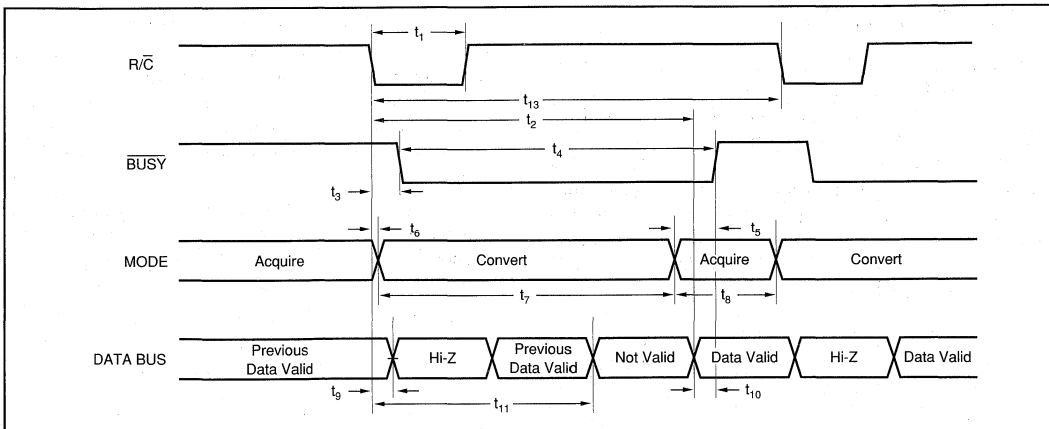 t1
R/C̅
t13
t2
B̅U̅S̅Y̅
t4
t3
t6
t5
MODE
Acquire
Convert
Acquire
Convert
t7
t8
DATA BUS
Previous
Data Valid
Hi-Z
Previous
Data Valid
Not Valid
Data Valid
Hi-Z
Data Valid
t9
t10
t11